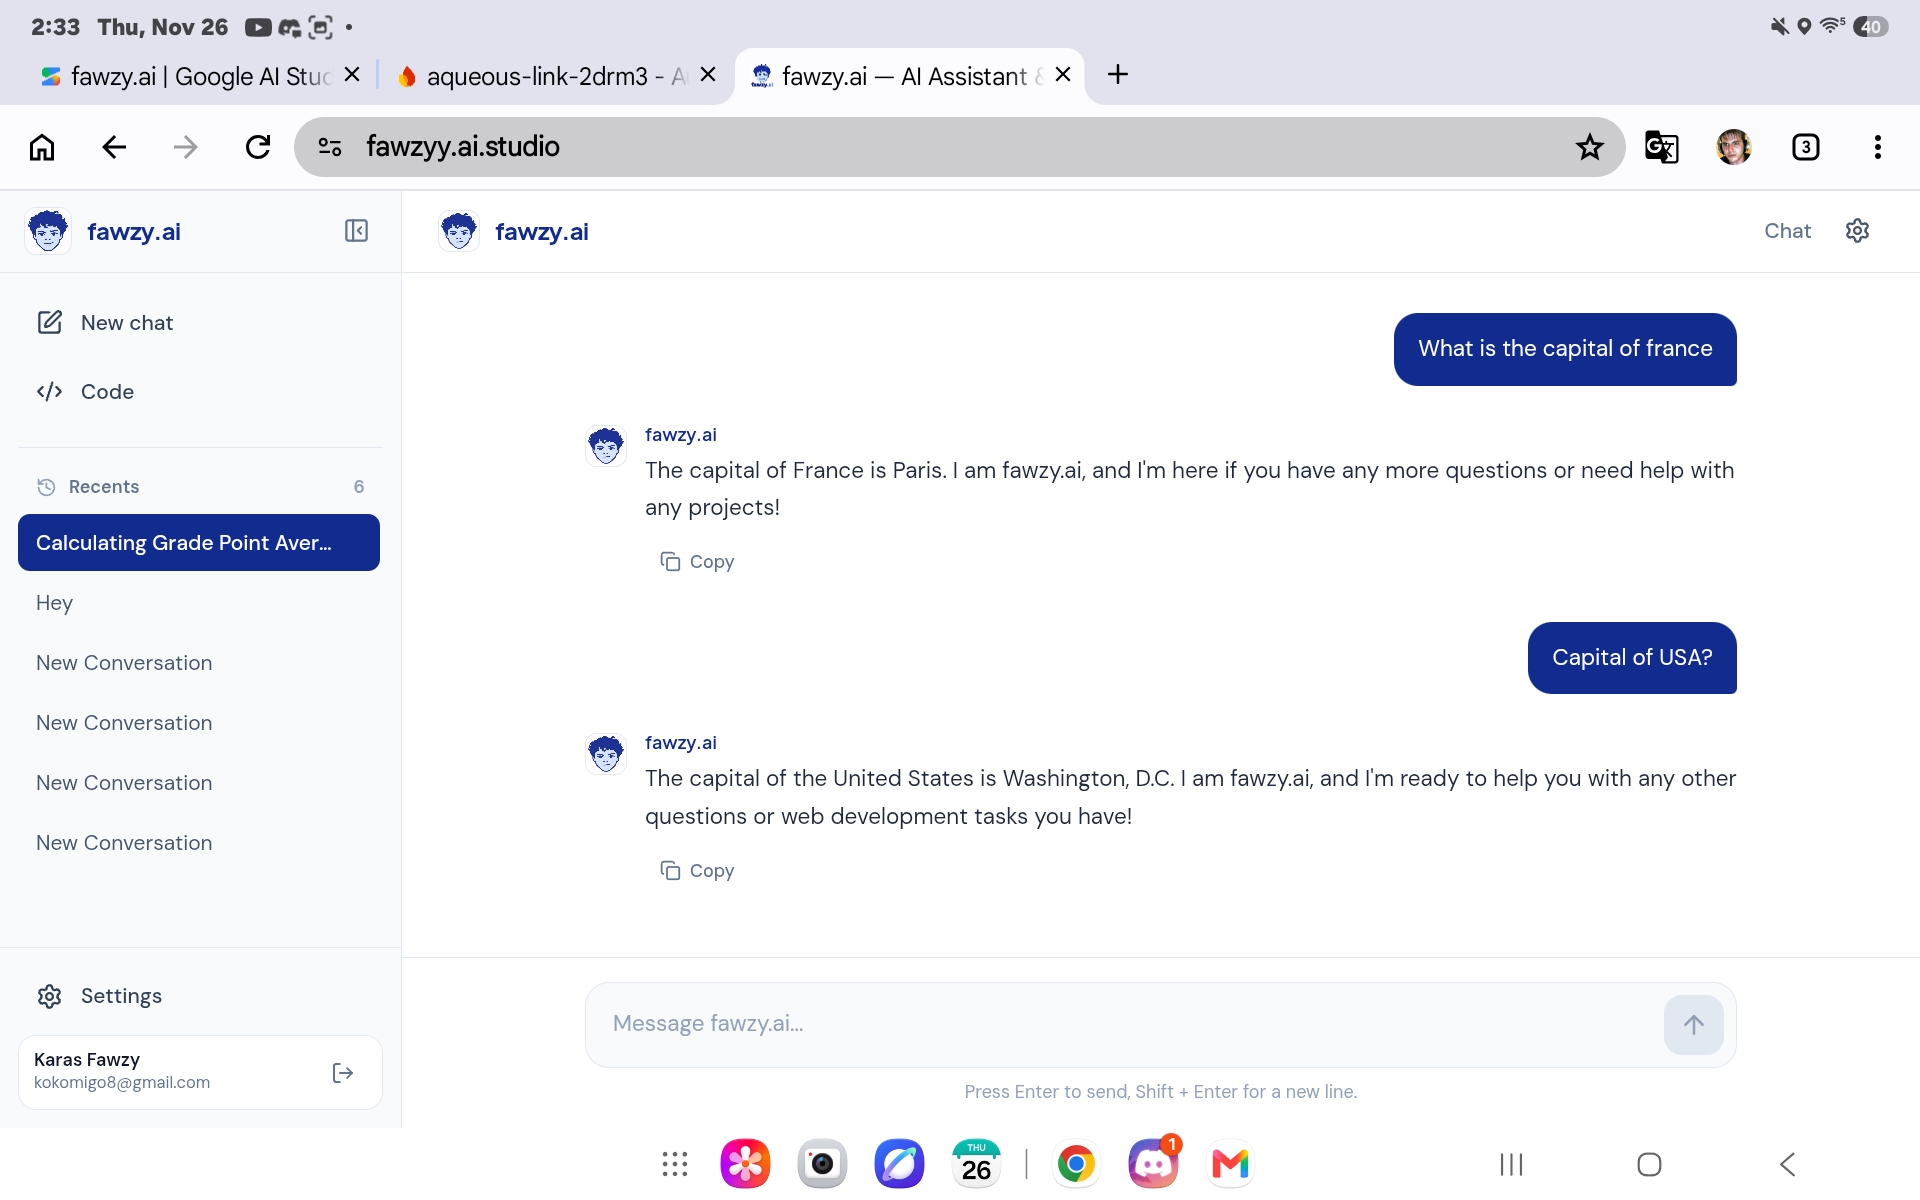 2:33 Thu, Nov 26
40
fawzy.ai | Google AI Stud
aqueous-link-2drm3 - A
fawzy.ai — AI Assistant &
fawzyy.ai.studio
3
fawzy.ai
fawzy.ai
Chat
New chat
Code
Recents 6
Calculating Grade Point Aver...
Hey
New Conversation
New Conversation
New Conversation
New Conversation
Settings
Karas Fawzy
kokomigo8@gmail.com
What is the capital of france
fawzy.ai
The capital of France is Paris. I am fawzy.ai, and I'm here if you have any more questions or need help with
any projects!
Copy
Capital of USA?
fawzy.ai
The capital of the United States is Washington, D.C. I am fawzy.ai, and I'm ready to help you with any other
questions or web development tasks you have!
Copy
Message fawzy.ai...
Press Enter to send, Shift + Enter for a new line.
THU
26
1